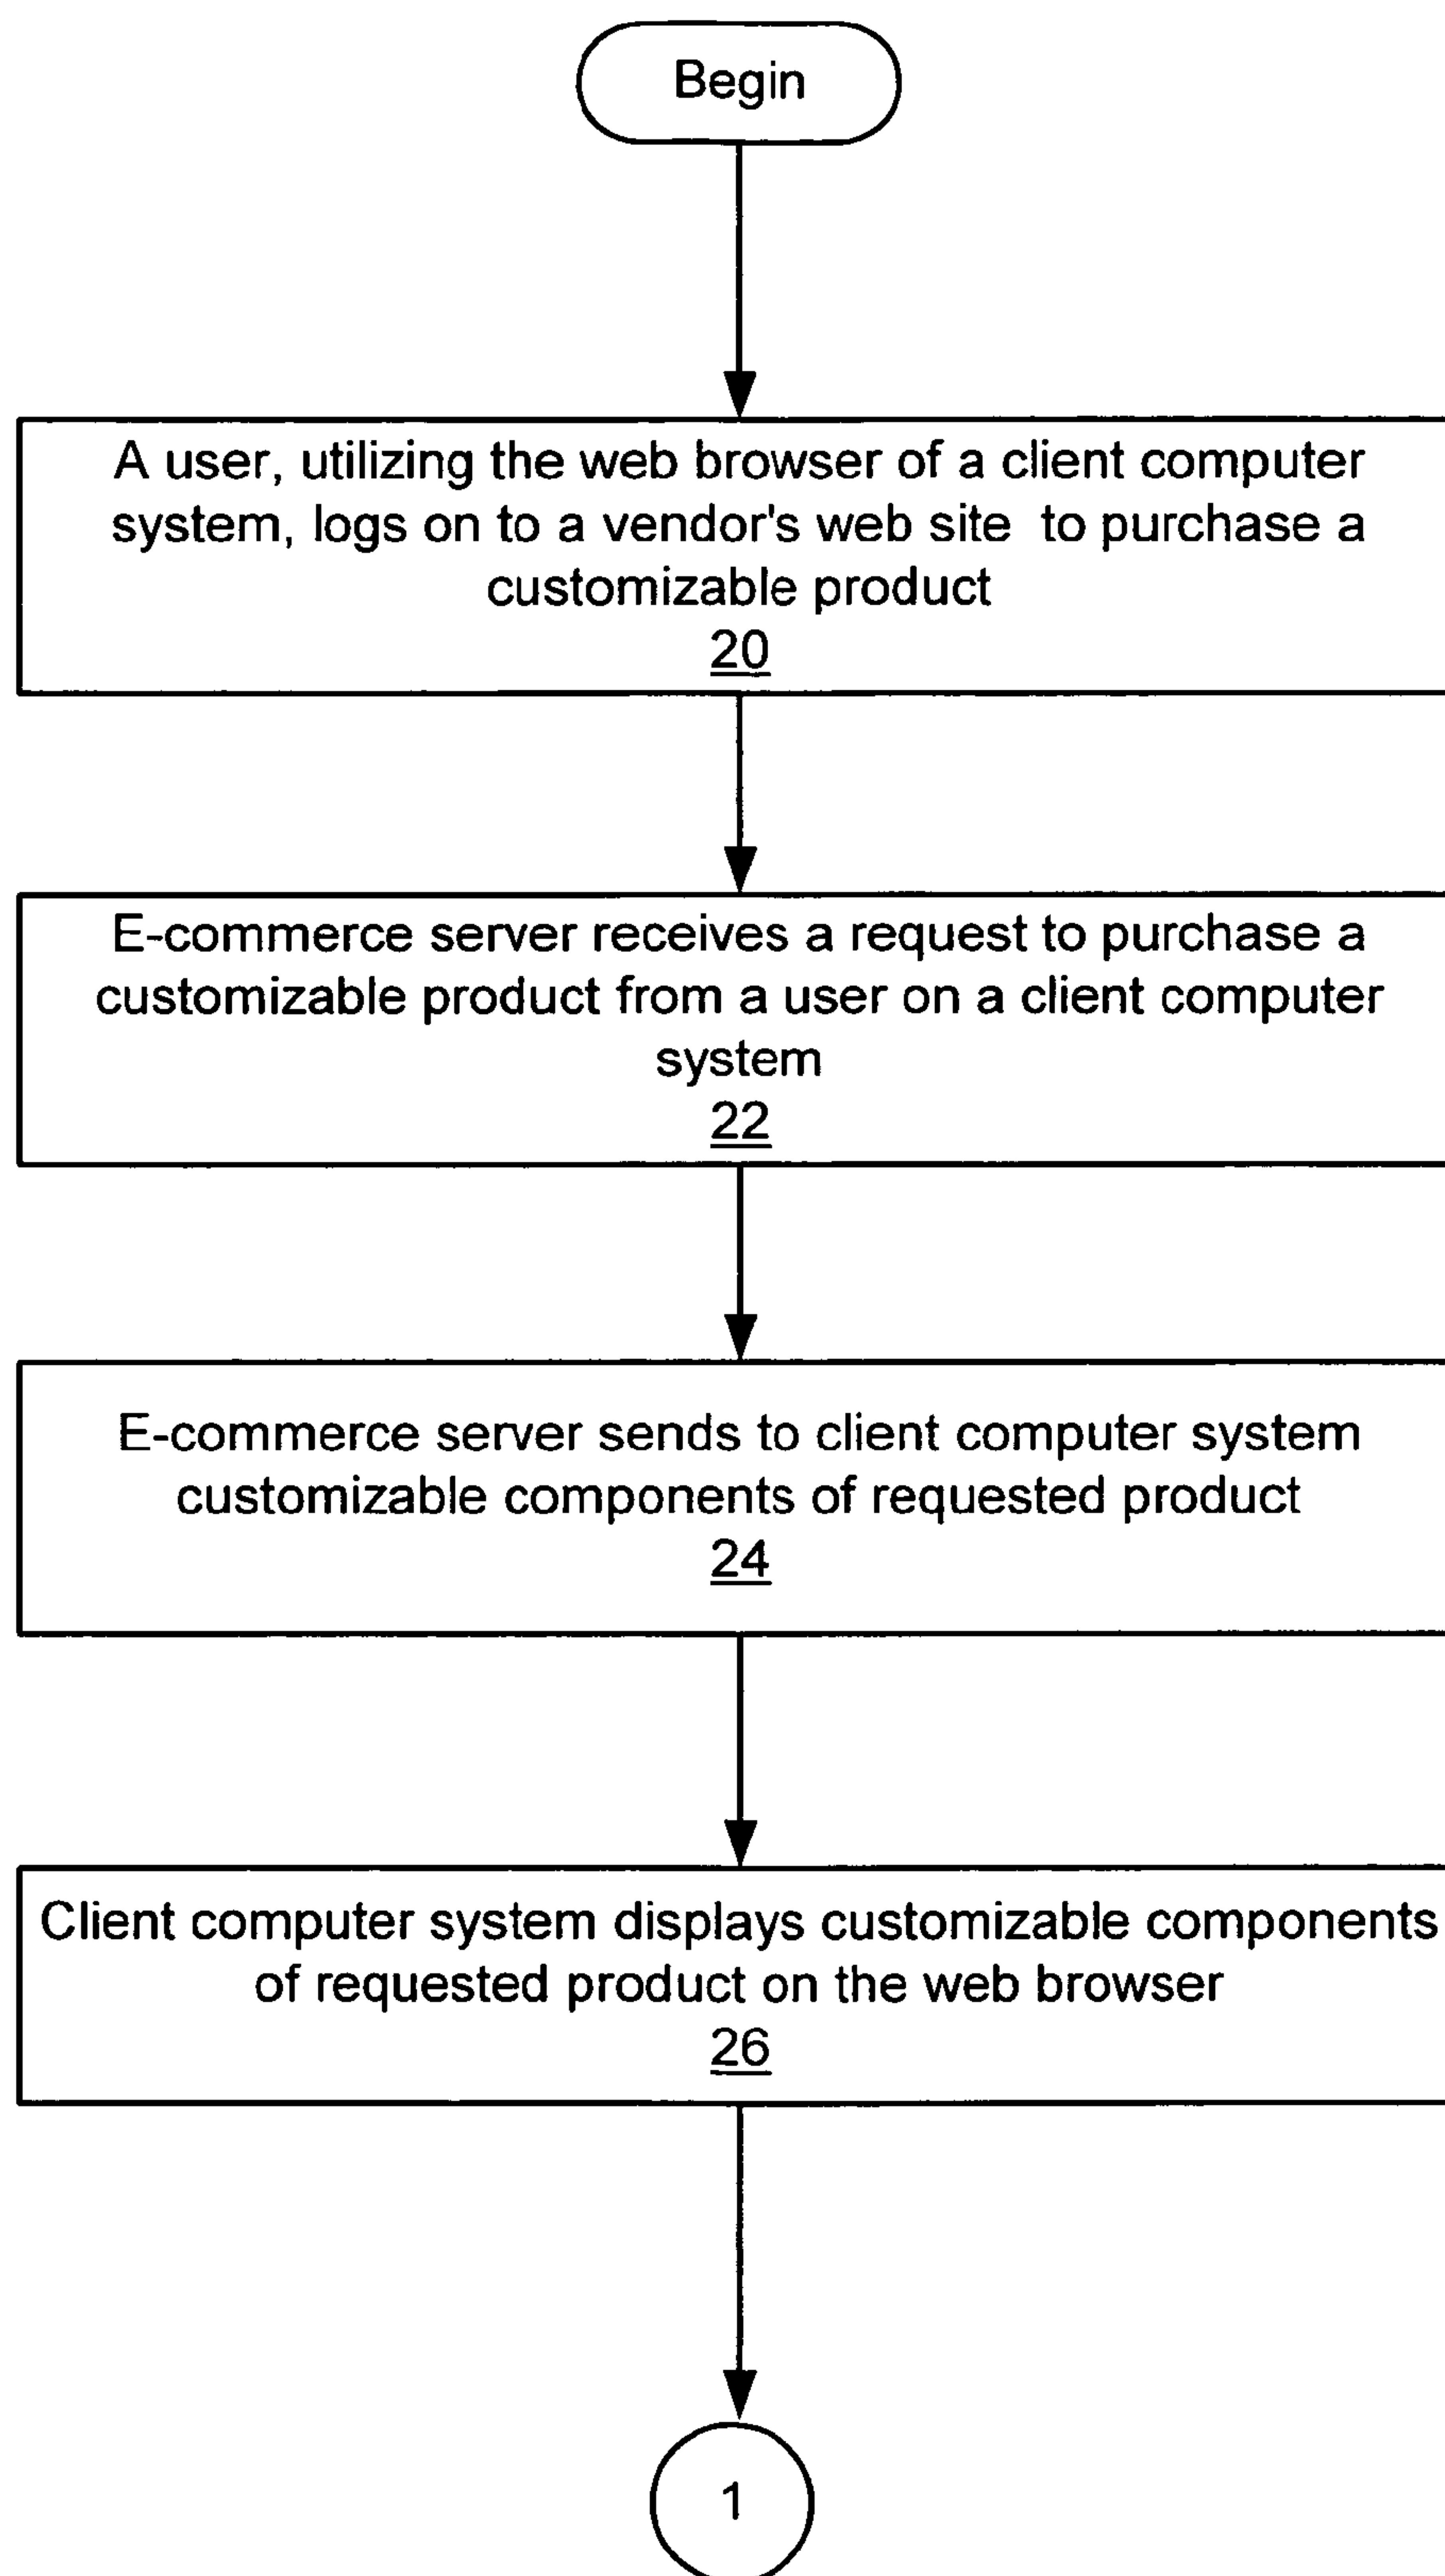 Begin
A user, utilizing the web browser of a client computer
system, logs on to a vendor's web site  to purchase a
customizable product
20
E-commerce server receives a request to purchase a
customizable product from a user on a client computer
system
22
E-commerce server sends to client computer system
customizable components of requested product
24
Client computer system displays customizable components
of requested product on the web browser
26
1